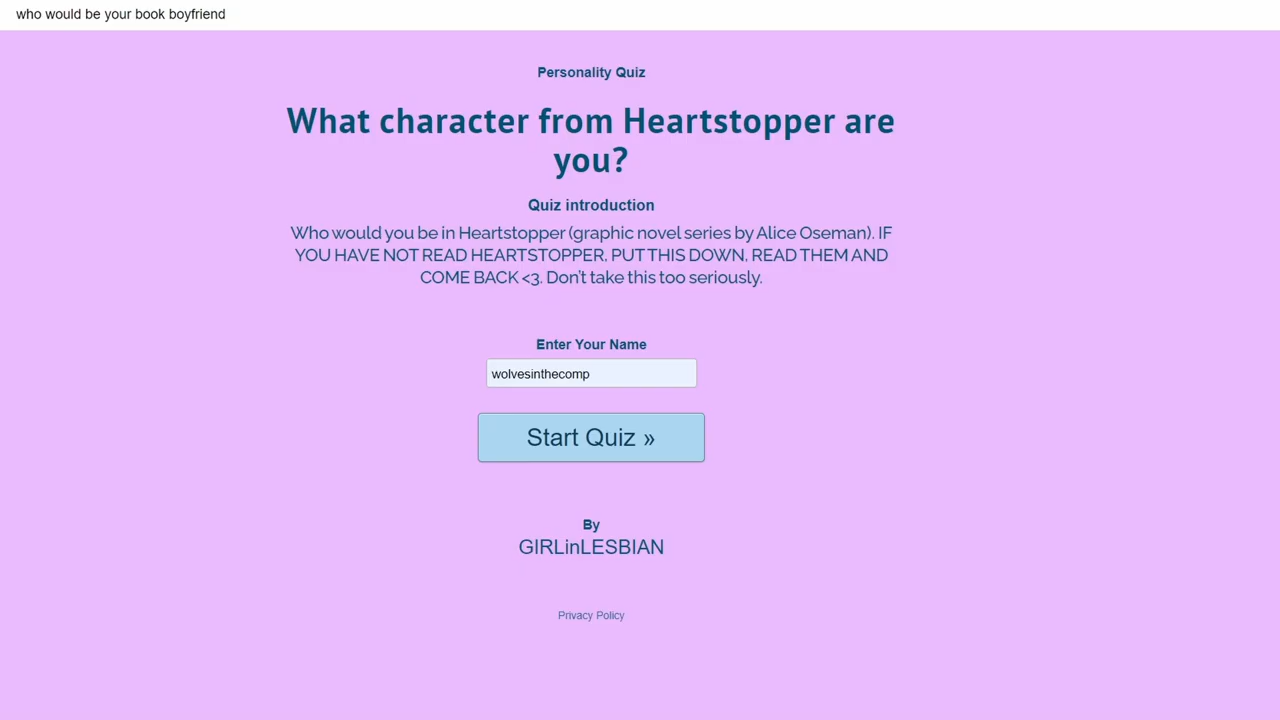 who would be your book boyfriend
Personality Quiz
What character from Heartstopper are
you?
Quiz introduction
Who would you be in Heartstopper (graphic novel series by Alice Oseman). IF
YOU HAVE NOT READ HEARTSTOPPER, PUT THIS DOWN, READ THEM AND
COME BACK <3. Don't take this too seriously.
Enter Your Name
wolvesinthecomp
Start Quiz »
By
GIRLinLESBIAN
Privacy Policy